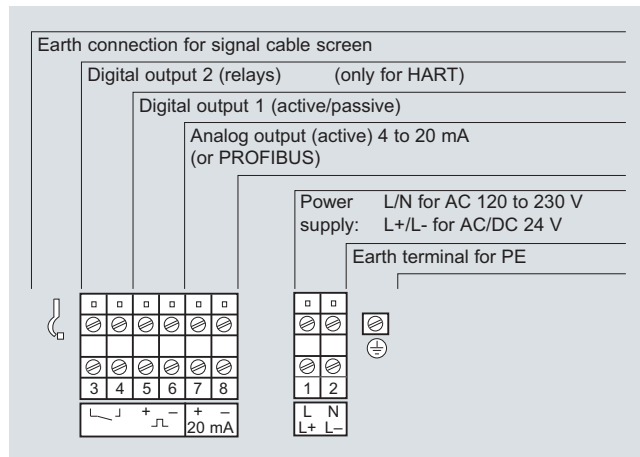 Earth connection for signal cable screen
Digital output 2 (relays) (only for HART)
Digital output 1 (active/passive)
Analog output (active) 4 to 20 mA
(or PROFIBUS)
Power L/N for AC 120 to 230 V
supply: L+/L- for AC/DC 24 V
Earth terminal for PE
3 4 5 6 7 8 1 2
+ – + – L N
20 mA L+ L–